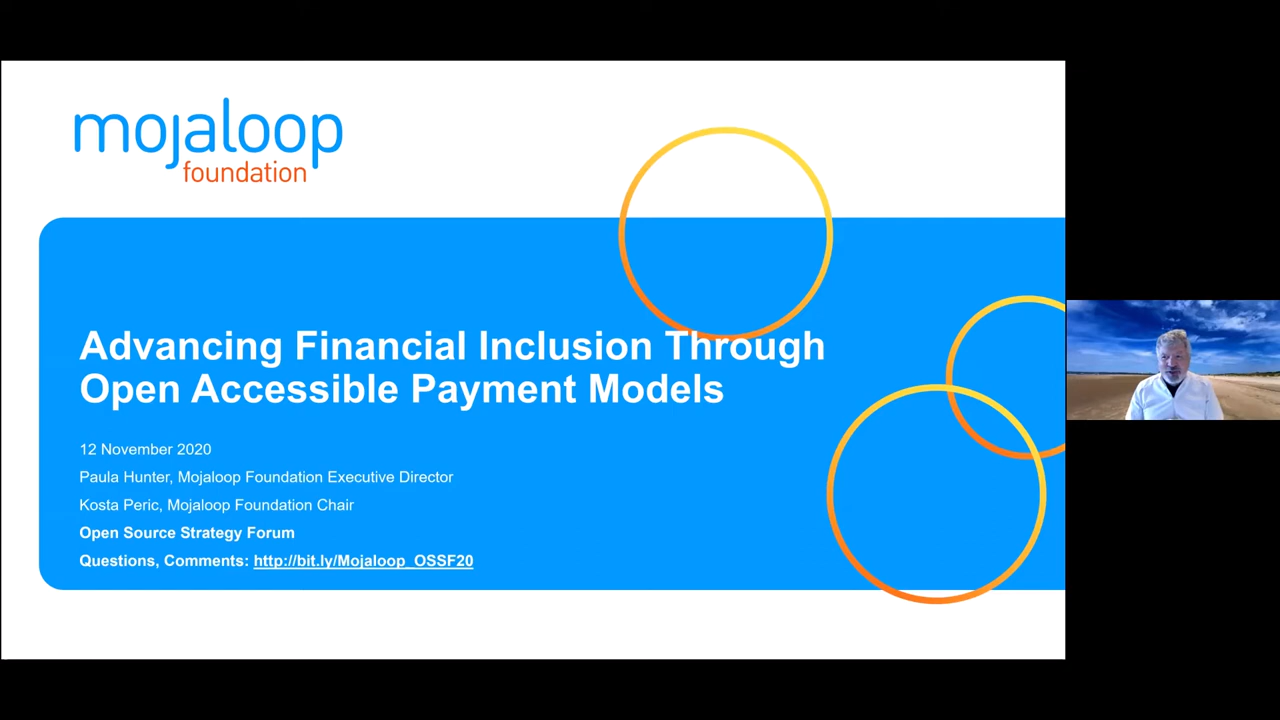 mojaloop
foundation
Advancing Financial Inclusion Through
Open Accessible Payment Models
12 November 2020
Paula Hunter, Mojaloop Foundation Executive Director
Kosta Peric, Mojaloop Foundation Chair
Open Source Strategy Forum
Questions, Comments: http://bit.ly/Mojaloop_OSSF20